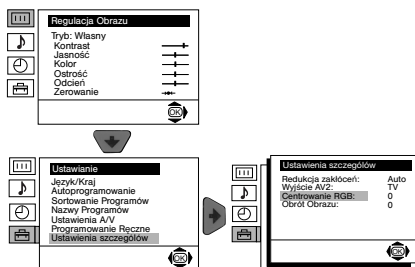 Regulacja Obrazu
Tryb: Własny
Kontrast
Jasność
Kolor
Ostrość
Odcień
Zerowanie
OK
Ustawianie
Język/Kraj
Autoprogramowanie
Sortowanie Programów
Nazwy Programów
Ustawienia A/V
Programowanie Ręczne
Ustawienia szczegółów
OK
Ustawienia szczegółów
Redukcja zakłóceń: Auto
Wyjście AV2: TV
Centrowanie RGB: 0
Obrót Obrazu: 0
OK